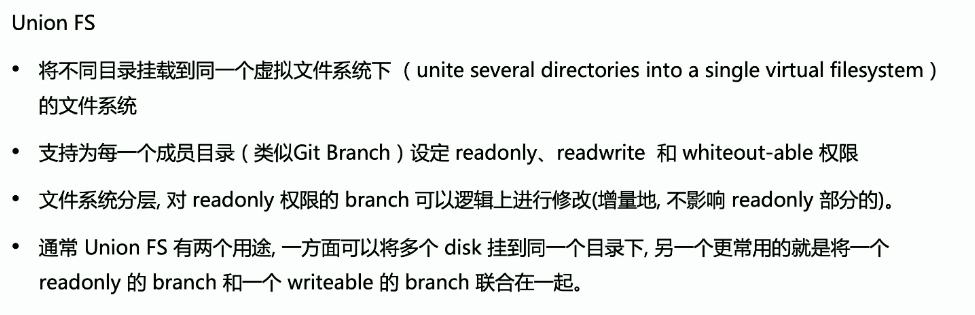 Union FS
• 将不同目录挂载到同一个虚拟文件系统下 （unite several directories into a single virtual filesystem）
的文件系统
• 支持为每一个成员目录（类似Git Branch）设定 readonly、readwrite 和 whiteout-able 权限
• 文件系统分层, 对 readonly 权限的 branch 可以逻辑上进行修改(增量地, 不影响 readonly 部分的)。
• 通常 Union FS 有两个用途, 一方面可以将多个 disk 挂到同一个目录下, 另一个更常用的就是将一个
readonly 的 branch 和一个 writeable 的 branch 联合在一起。